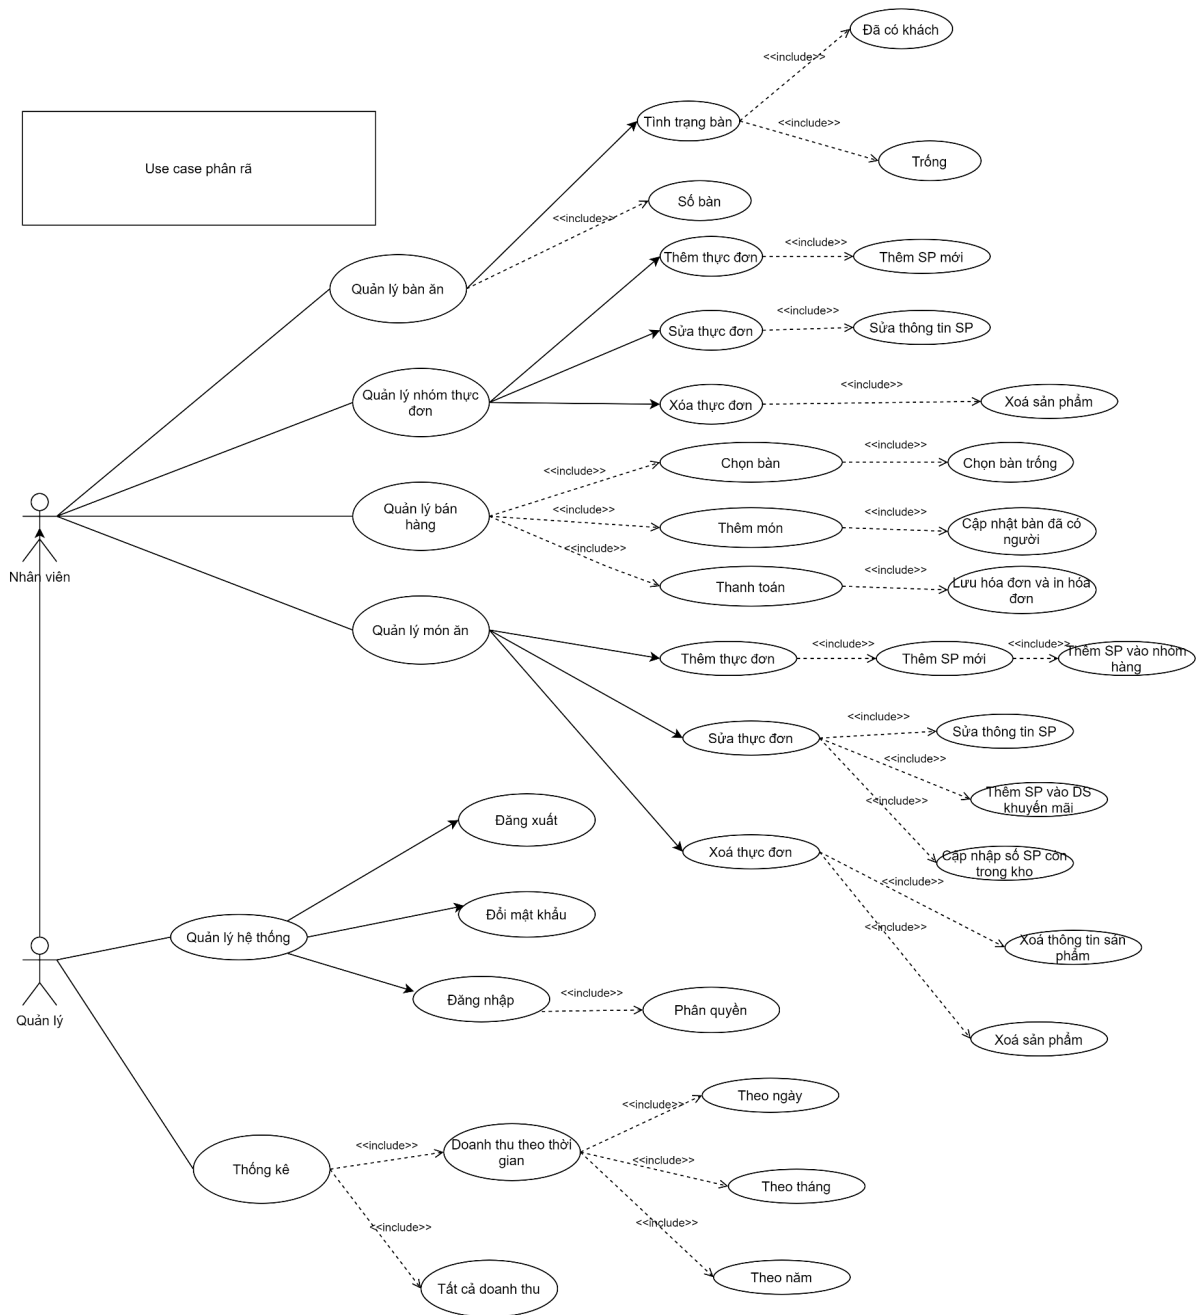 Đã có khách
<<include>>
Tình trạng bàn
<<include>>
Trống
Use case phân rã
Số bàn
<<include>>
Quản lý bàn ăn
Thêm thực đơn
<<include>>
Thêm SP mới
Sửa thực đơn
<<include>>
Sửa thông tin SP
Quản lý nhóm thực
đơn
Xóa thực đơn
<<include>>
Xoá sản phẩm
<<include>>
Chọn bàn
<<include>>
Chọn bàn trống
Quản lý bán
hàng
<<include>>
Thêm món
<<include>>
Cập nhật bàn đã có
người
<<include>>
Thanh toán
<<include>>
Lưu hóa đơn và in hóa
đơn
Nhân viên
Quản lý món ăn
Thêm thực đơn
<<include>>
Thêm SP mới
<<include>>
Thêm SP vào nhóm
hàng
Sửa thực đơn
<<include>>
Sửa thông tin SP
<<include>>
Thêm SP vào DS
khuyến mãi
<<include>>
Cập nhập số SP còn
trong kho
Xoá thực đơn
<<include>>
Xoá thông tin sản
phẩm
<<include>>
Xoá sản phẩm
Đăng xuất
Đổi mật khẩu
Quản lý hệ thống
Đăng nhập
<<include>>
Phân quyền
Quản lý
Thống kê
<<include>>
Doanh thu theo thời
gian
<<include>>
Theo ngày
<<include>>
Theo tháng
<<include>>
Theo năm
<<include>>
Tất cả doanh thu